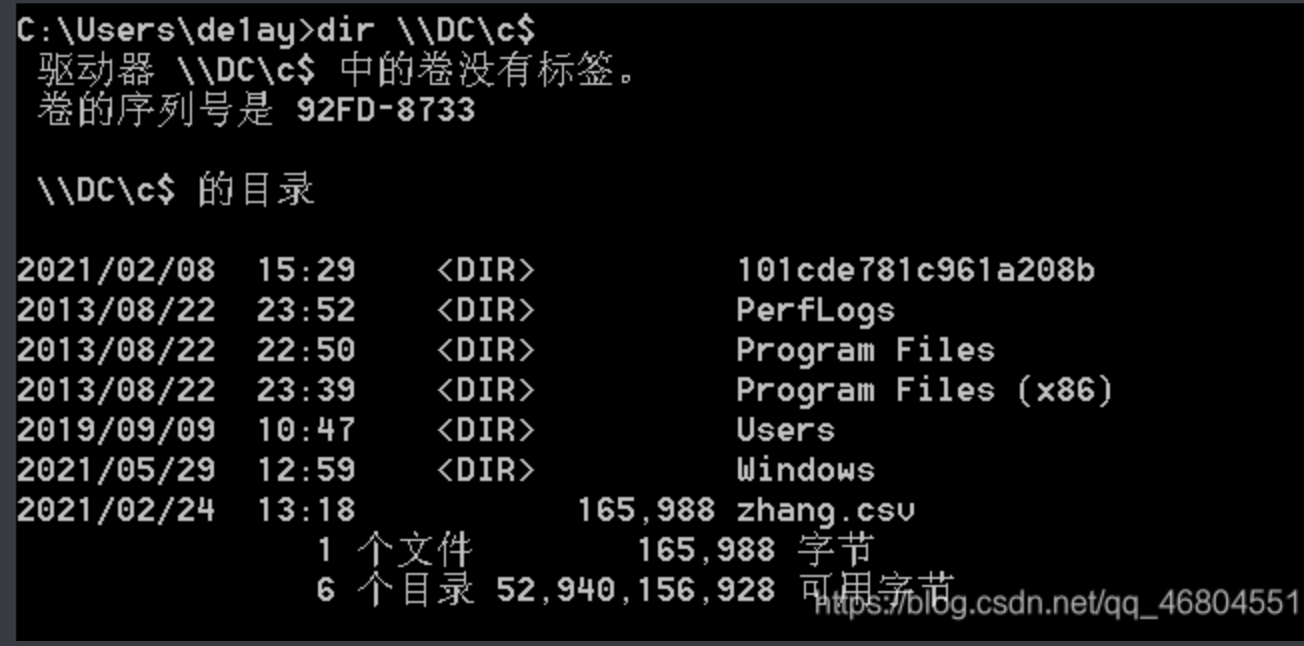 C:\Users\de1ay>dir \\DC\c$
驱动器 \\DC\c$ 中的卷没有标签。
卷的序列号是 92FD-8733
\\DC\c$ 的目录
2021/02/08  15:29    <DIR>          101cde781c961a208b
2013/08/22  23:52    <DIR>          PerfLogs
2013/08/22  22:50    <DIR>          Program Files
2013/08/22  23:39    <DIR>          Program Files (x86)
2019/09/09  10:47    <DIR>          Users
2021/05/29  12:59    <DIR>          Windows
2021/02/24  13:18           165,988 zhang.csv
1 个文件        165,988 字节
6 个目录 52,940,156,928 可用字节
https://blog.csdn.net/qq_46804551